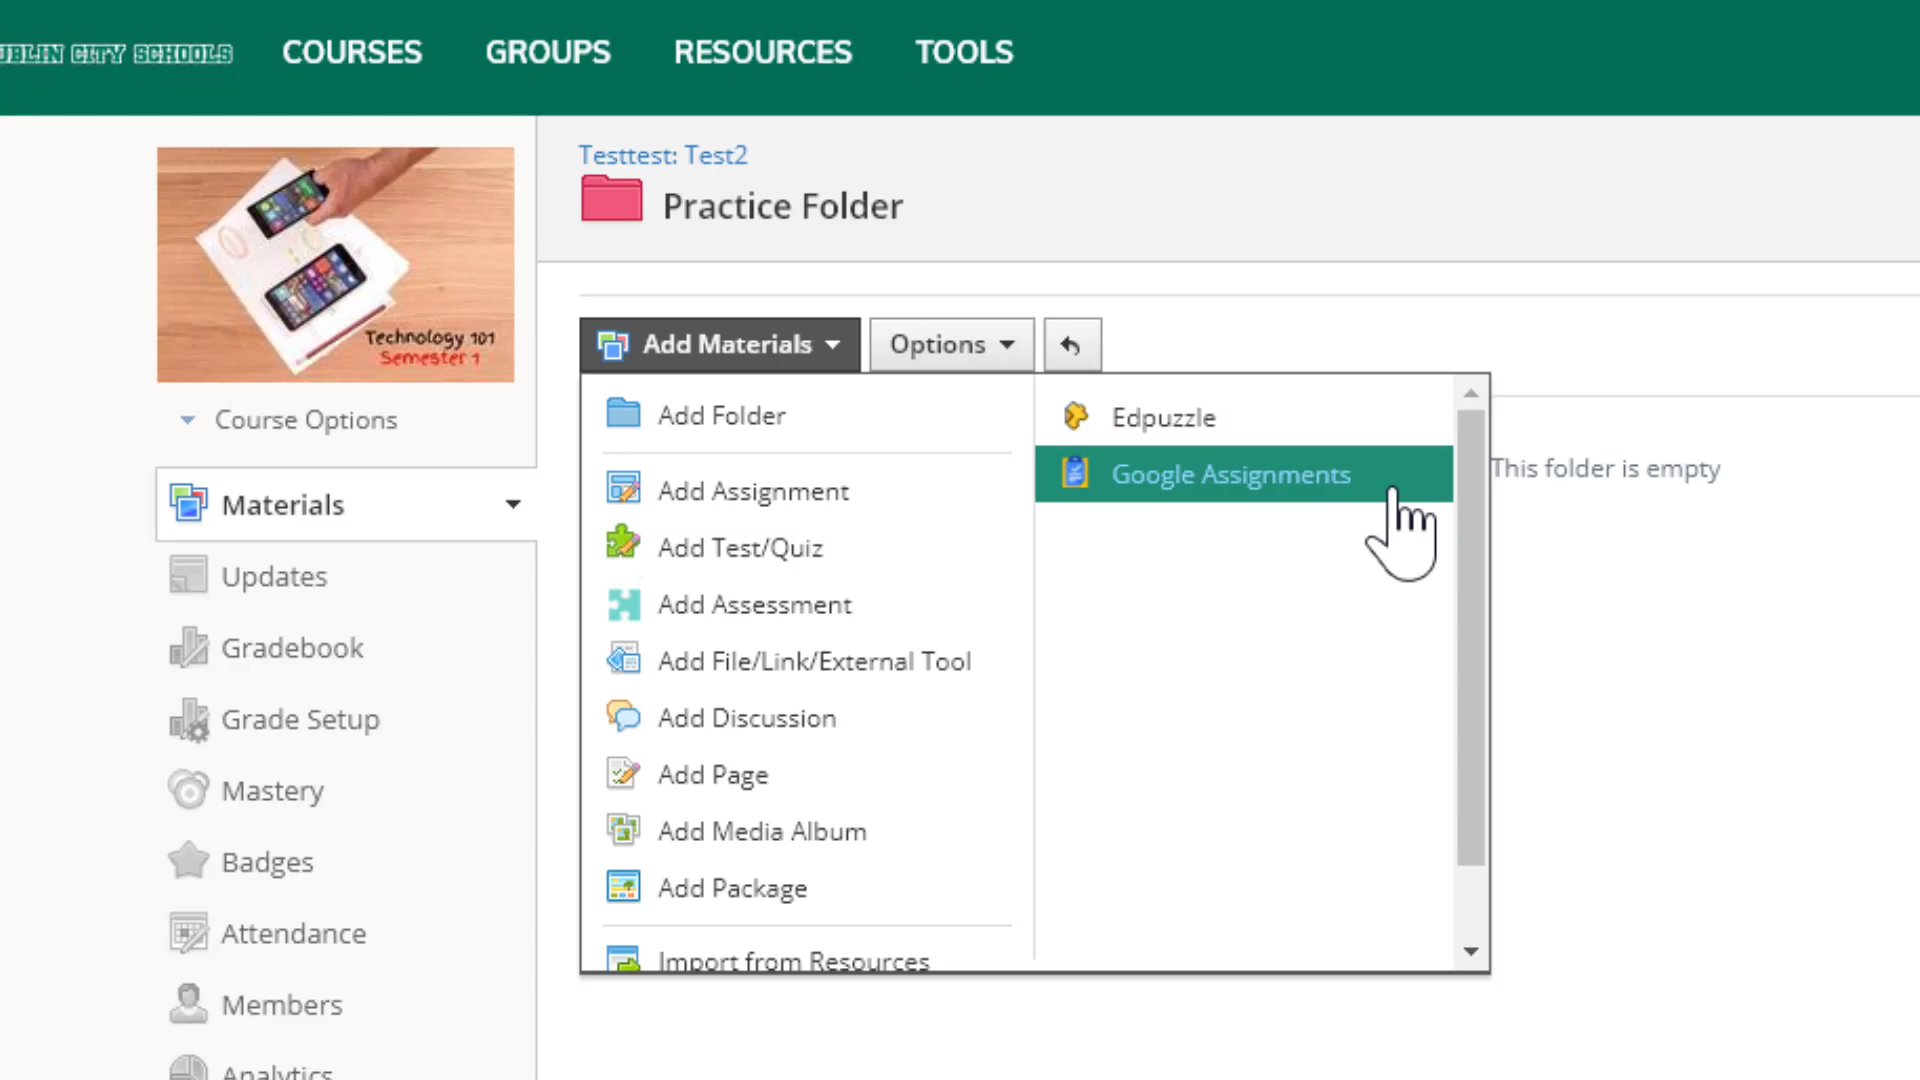 CITY SCHOOLS
COURSES
GROUPS
RESOURCES
TOOLS
Technology 101
Semester 1
Course Options
Materials
Updates
Gradebook
Grade Setup
Mastery
Badges
Attendance
Members
Analytics
Testtest: Test2
Practice Folder
Add Materials
Options
Add Folder
Add Assignment
Add Test/Quiz
Add Assessment
Add File/Link/External Tool
Add Discussion
Add Page
Add Media Album
Add Package
Import from Resources
Edpuzzle
Google Assignments
This folder is empty